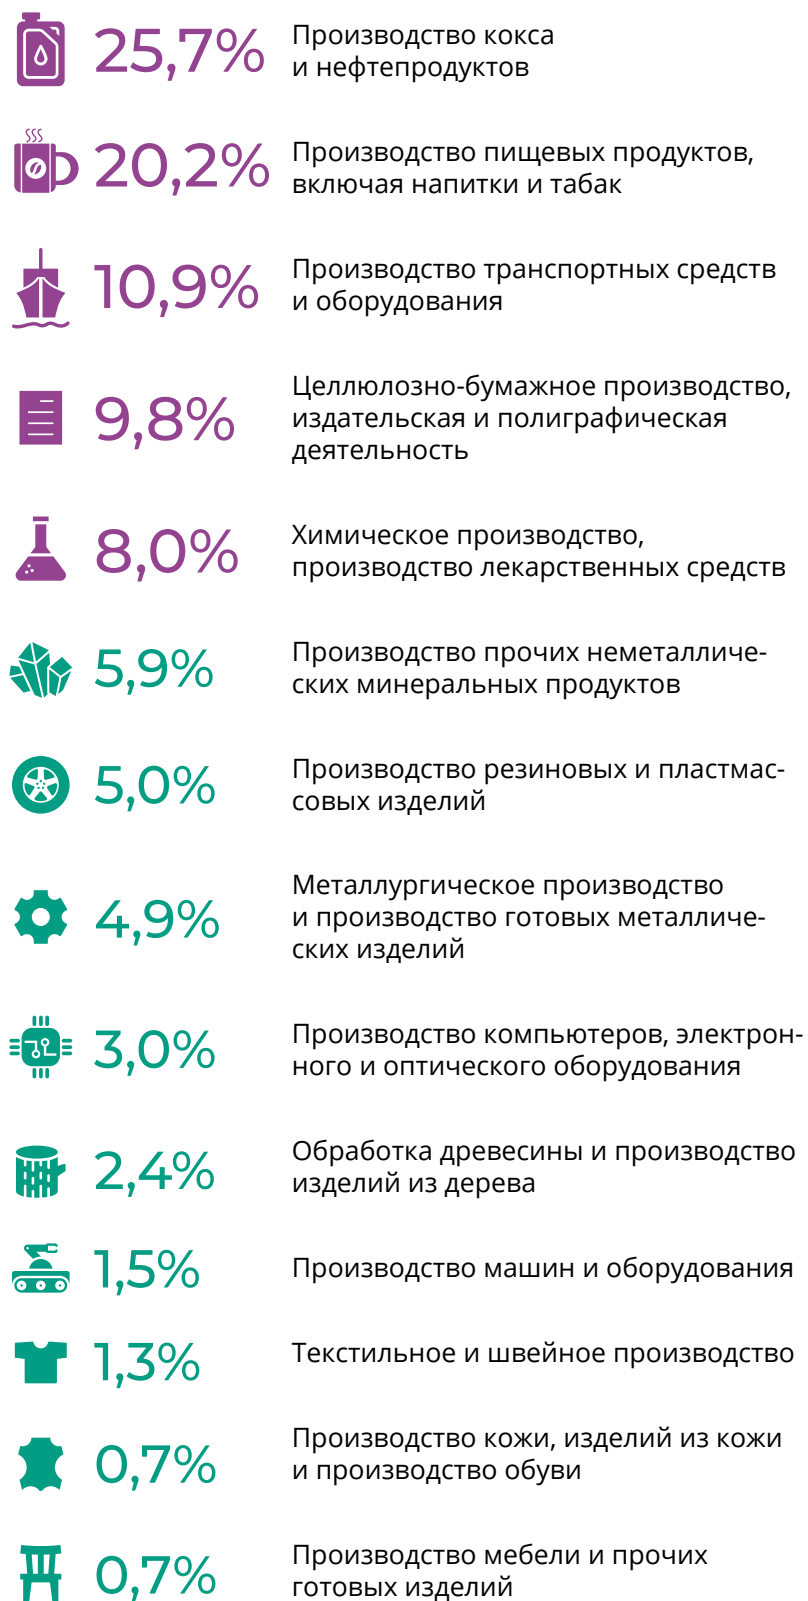 25,7%
Производство кокса
и нефтепродуктов
20,2%
Производство пищевых продуктов,
включая напитки и табак
10,9%
Производство транспортных средств
и оборудования
9,8%
Целлюлозно-бумажное производство,
издательская и полиграфическая
деятельность
8,0%
Химическое производство,
производство лекарственных средств
5,9%
Производство прочих неметалличе-
ских минеральных продуктов
5,0%
Производство резиновых и пластмас-
совых изделий
4,9%
Металлургическое производство
и производство готовых металличе-
ских изделий
3,0%
Производство компьютеров, электрон-
ного и оптического оборудования
2,4%
Обработка древесины и производство
изделий из дерева
1,5%
Производство машин и оборудования
1,3%
Текстильное и швейное производство
0,7%
Производство кожи, изделий из кожи
и производство обуви
0,7%
Производство мебели и прочих
готовых изделий